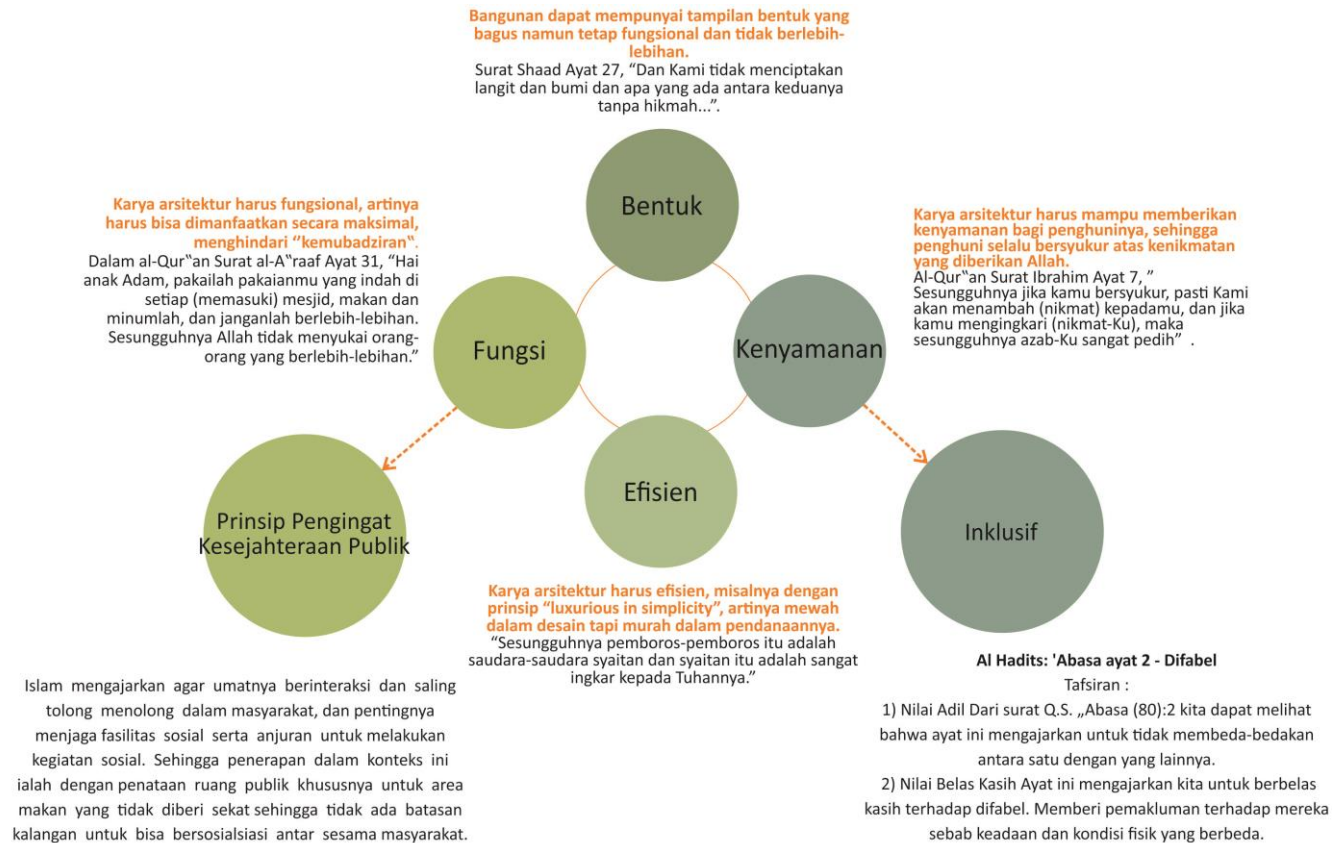 Bangunan dapat mempunyai tampilan bentuk yang
bagus namun tetap fungsional dan tidak berlebih-
lebihan.
Surat Shaad Ayat 27, “Dan Kami tidak menciptakan
langit dan bumi dan apa yang ada antara keduanya
tanpa hikmah...”.
Bentuk
Karya arsitektur harus fungsional, artinya
harus bisa dimanfaatkan secara maksimal,
menghindari “kemubadziran‟.
Dalam al-Qur‟an Surat al-A‟raaf Ayat 31, “Hai
anak Adam, pakailah pakaianmu yang indah di
setiap (memasuki) mesjid, makan dan
minumlah, dan janganlah berlebih-lebihan.
Sesungguhnya Allah tidak menyukai orang-
orang yang berlebih-lebihan.”
Fungsi
Karya arsitektur harus mampu memberikan
kenyamanan bagi penghuninya, sehingga
penghuni selalu bersyukur atas kenikmatan
yang diberikan Allah.
Al-Qur‟an Surat Ibrahim Ayat 7, ”
Sesungguhnya jika kamu bersyukur, pasti Kami
akan menambah (nikmat) kepadamu, dan jika
kamu mengingkari (nikmat-Ku), maka
sesungguhnya azab-Ku sangat pedih” .
Kenyamanan
Efisien
Karya arsitektur harus efisien, misalnya dengan
prinsip “luxurious in simplicity”, artinya mewah
dalam desain tapi murah dalam pendanaannya.
“Sesungguhnya pemboros-pemboros itu adalah
saudara-saudara syaitan dan syaitan itu adalah sangat
ingkar kepada Tuhannya.”
Prinsip Pengingat
Kesejahteraan Publik
Islam mengajarkan agar umatnya berinteraksi dan saling
tolong menolong dalam masyarakat, dan pentingnya
menjaga fasilitas sosial serta anjuran untuk melakukan
kegiatan sosial. Sehingga penerapan dalam konteks ini
ialah dengan penataan ruang publik khususnya untuk area
makan yang tidak diberi sekat sehingga tidak ada batasan
kalangan untuk bisa bersosialsiasi antar sesama masyarakat.
Inklusif
Al Hadits: 'Abasa ayat 2 - Difabel
Tafsiran :
1) Nilai Adil Dari surat Q.S. „Abasa (80):2 kita dapat melihat
bahwa ayat ini mengajarkan untuk tidak membeda-bedakan
antara satu dengan yang lainnya.
2) Nilai Belas Kasih Ayat ini mengajarkan kita untuk berbelas
kasih terhadap difabel. Memberi pemakluman terhadap mereka
sebab keadaan dan kondisi fisik yang berbeda.